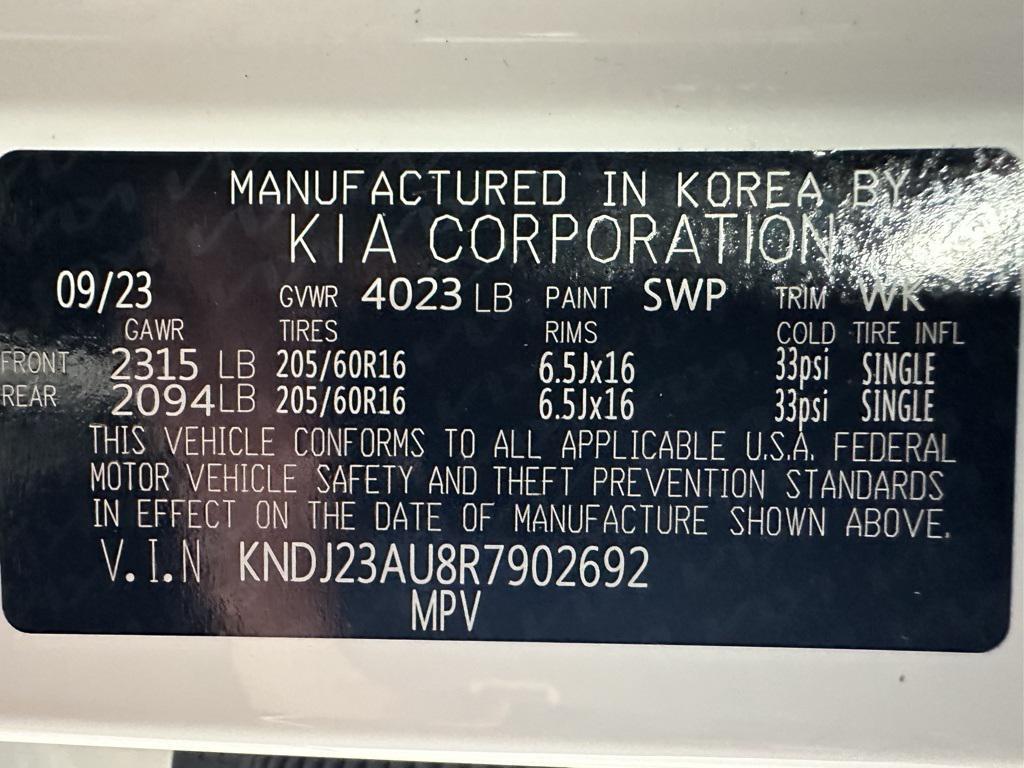 MANUFACTURED IN KOREA BY
KIA CORPORATION
09/23 GVWR 4023 LB PAINT SWP TRIM WK
GAWR TIRES RIMS COLD TIRE INFL
FRONT 2315 LB 205/60R16 6.5Jx16 33psi SINGLE
REAR 2094 LB 205/60R16 6.5Jx16 33psi SINGLE
THIS VEHICLE CONFORMS TO ALL APPLICABLE U.S.A. FEDERAL
MOTOR VEHICLE SAFETY AND THEFT PREVENTION STANDARDS
IN EFFECT ON THE DATE OF MANUFACTURE SHOWN ABOVE.
V.I.N KNDJ23AU8R7902692
MPV